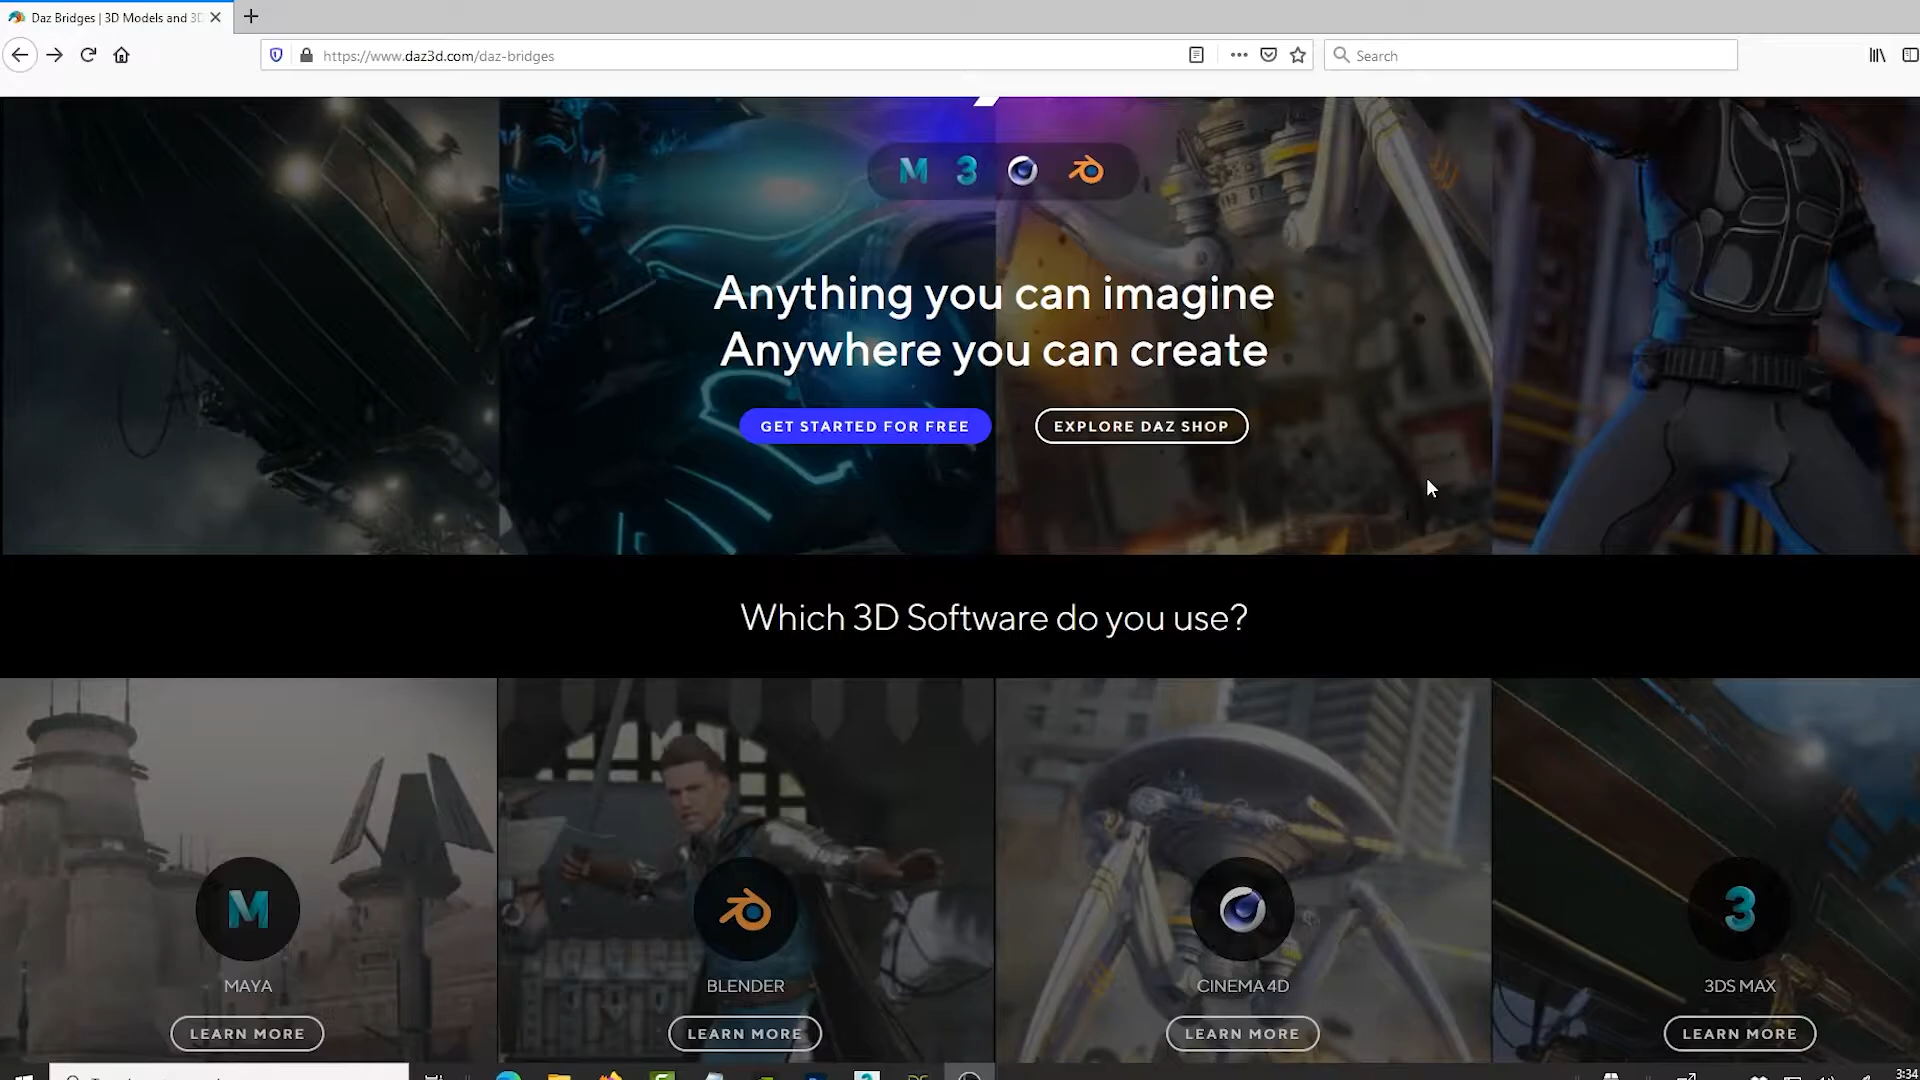 Daz Bridges | 3D Models and 3D
https://www.daz3d.com/daz-bridges
Search
M 3
Anything you can imagine
Anywhere you can create
GET STARTED FOR FREE
EXPLORE DAZ SHOP
Which 3D Software do you use?
M
3
MAYA
BLENDER
CINEMA 4D
3DS MAX
LEARN MORE
LEARN MORE
LEARN MORE
LEARN MORE
3:34